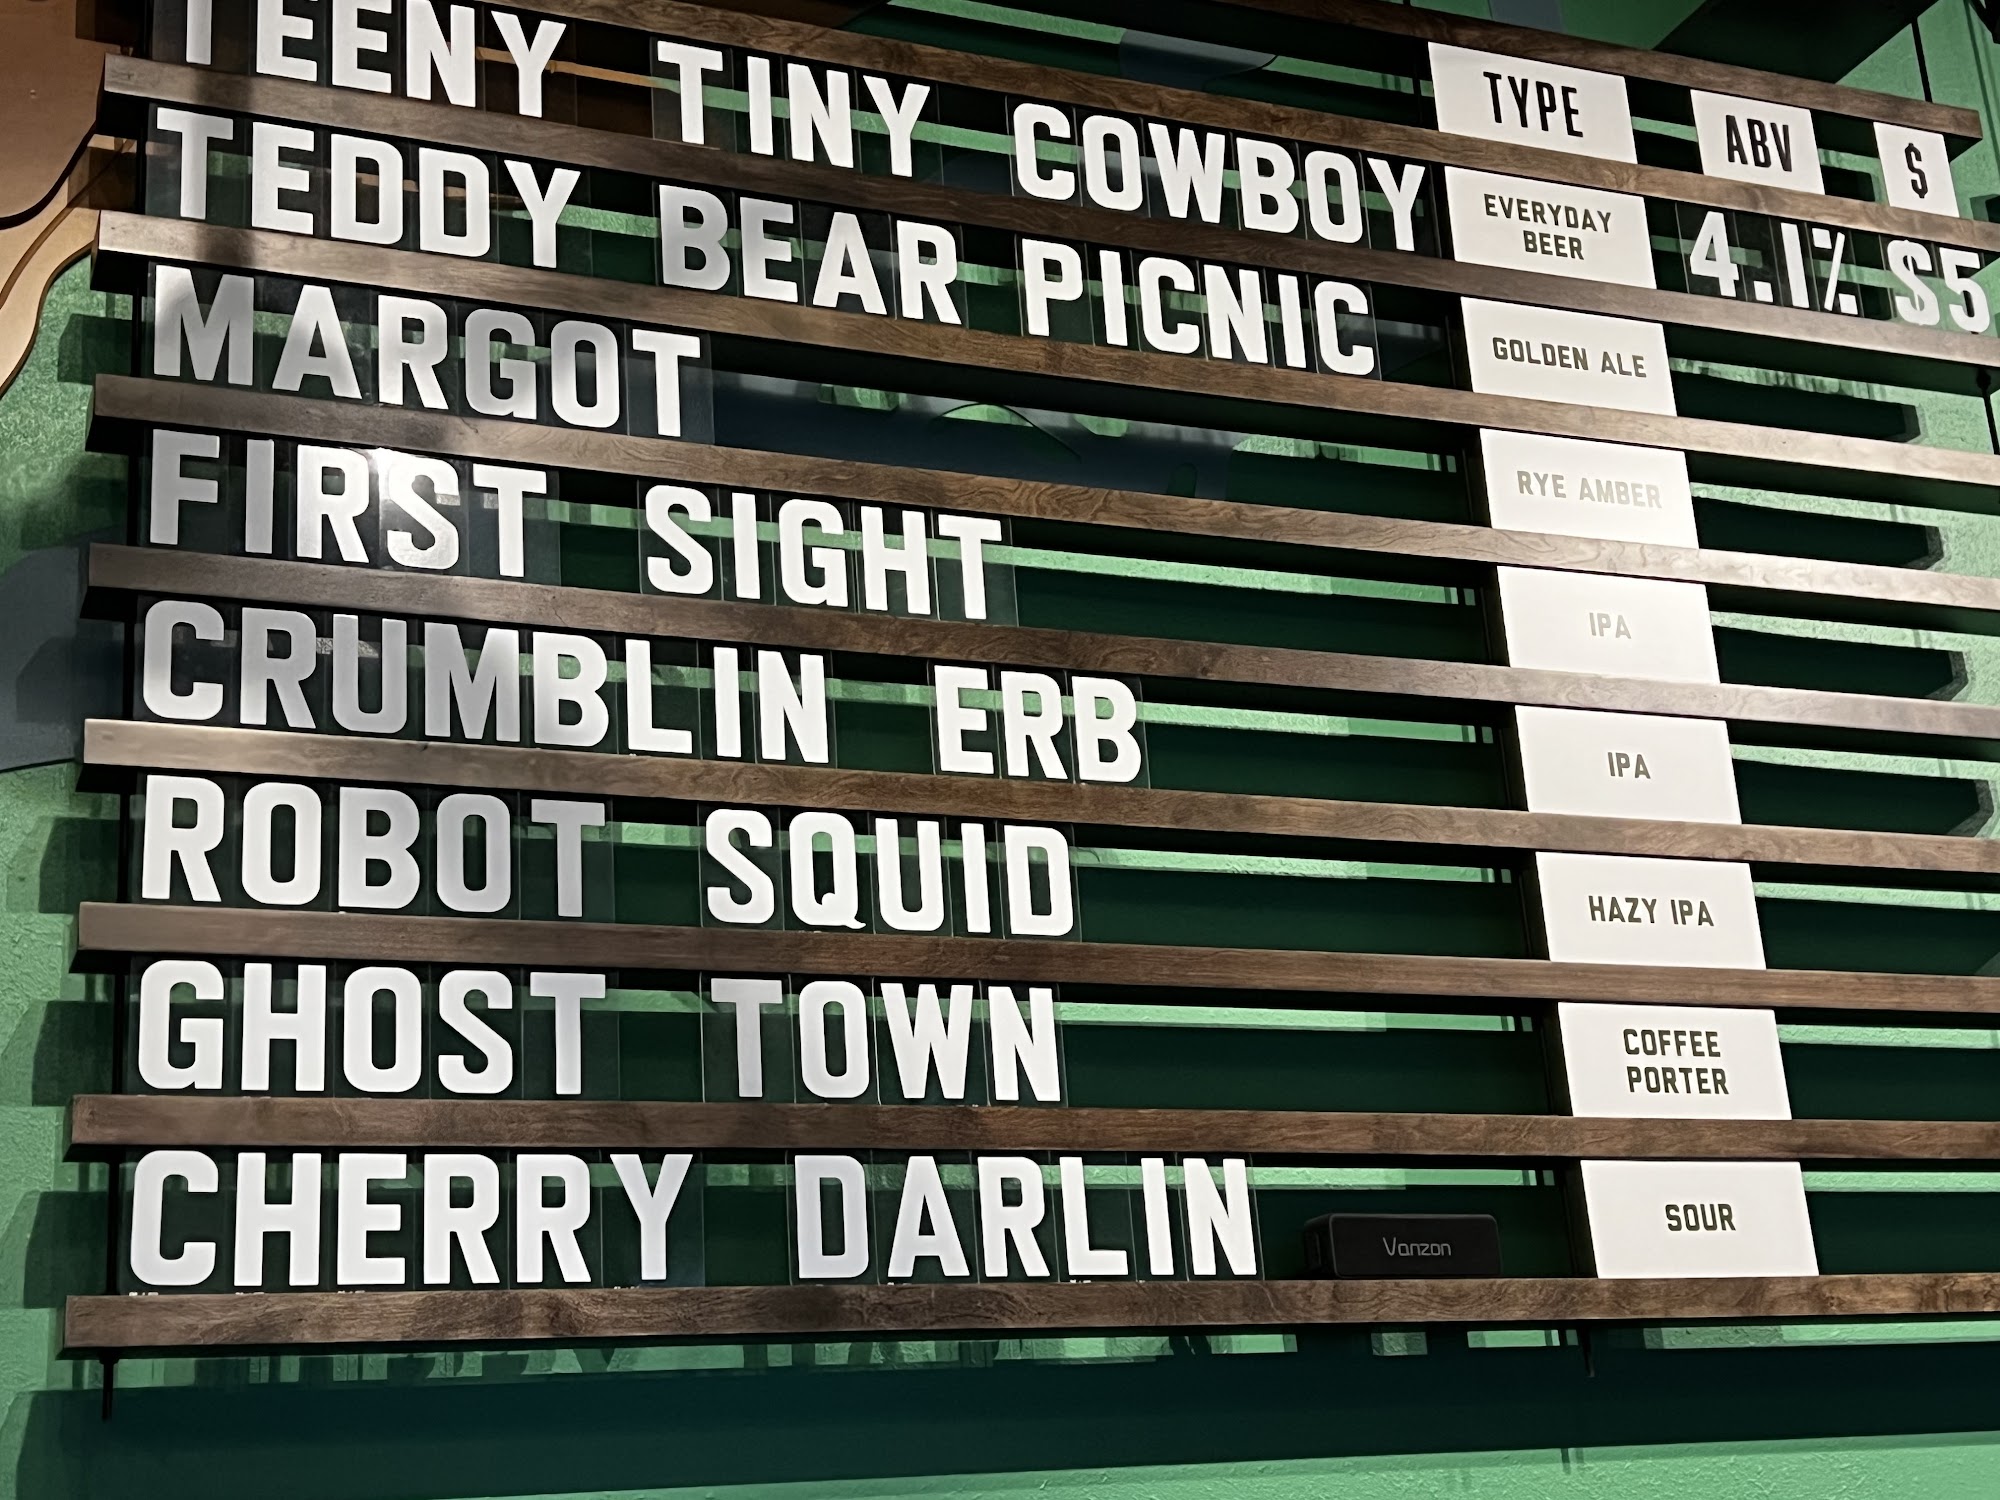 TYPE ABV $
TEENY TINY COWBOY EVERYDAY BEER 4.1% $5
TEDDY BEAR PICNIC GOLDEN ALE
MARGOT RYE AMBER
FIRST SIGHT IPA
CRUMBLIN ERB IPA
ROBOT SQUID HAZY IPA
GHOST TOWN COFFEE PORTER
CHERRY DARLIN SOUR
Vanzon